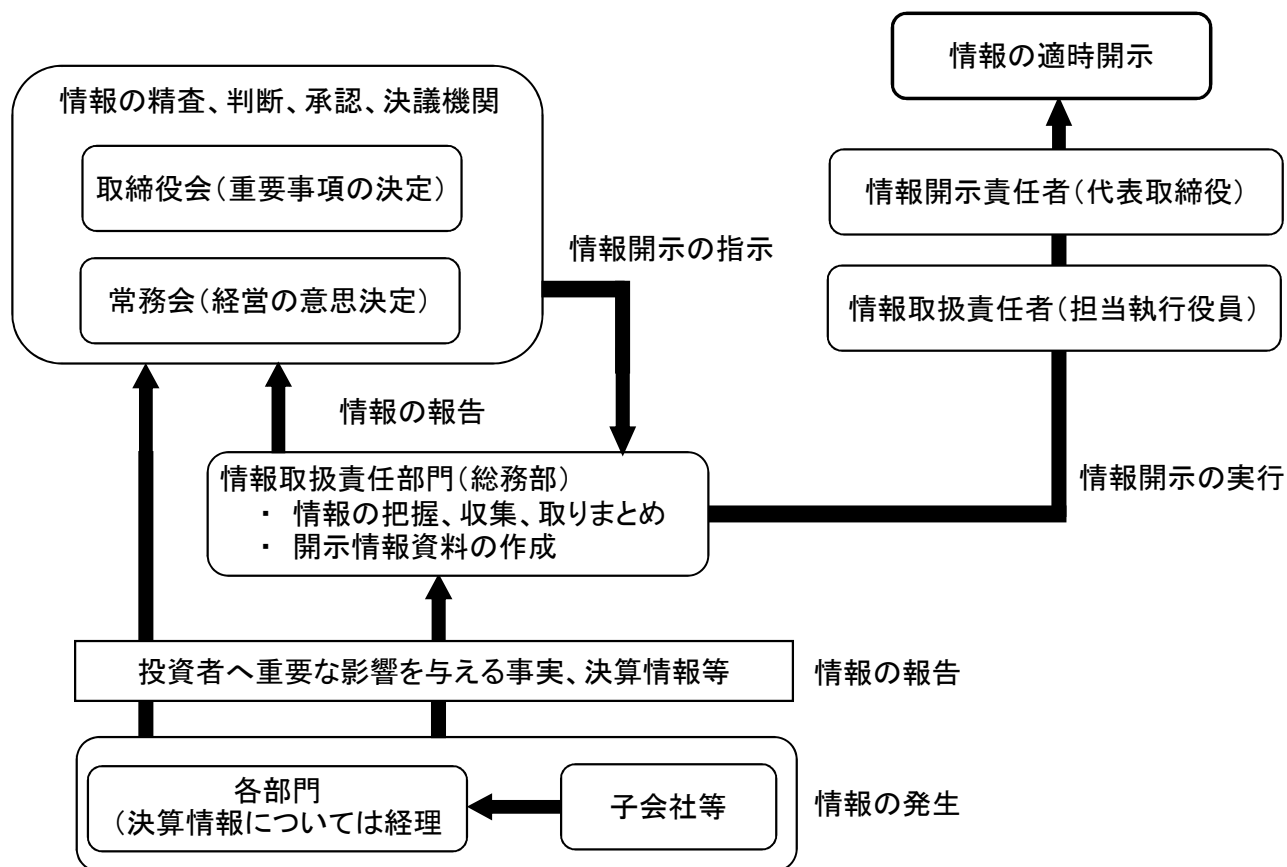 情報の適時開示
情報の精査、判断、承認、決議機関
取締役会(重要事項の決定)
情報開示責任者(代表取締役)
情報開示の指示
常務会(経営の意思決定)
情報取扱責任者(担当執行役員)
情報の報告
情報取扱責任部門(総務部)
・ 情報の把握、収集、取りまとめ
・ 開示情報資料の作成
情報開示の実行
投資者へ重要な影響を与える事実、決算情報等
情報の報告
各部門
(決算情報については経理
子会社等
情報の発生